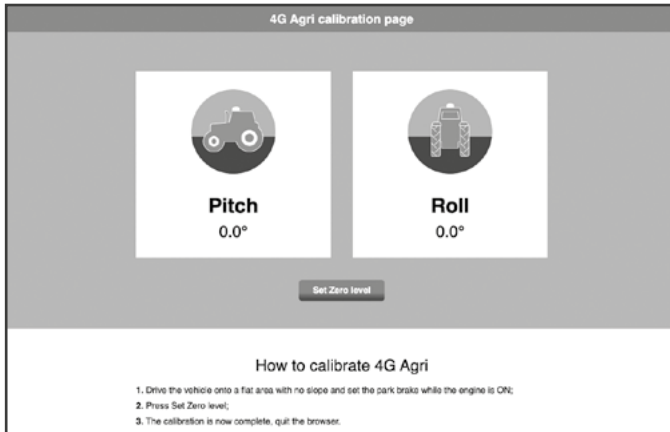 4G Agri calibration page
Pitch
0.0°
Roll
0.0°
Set Zero level
How to calibrate 4G Agri
1. Drive the vehicle onto a flat area with no slope and set the park brake while the engine is ON;
2. Press Set Zero level;
3. The calibration is now complete, quit the browser.